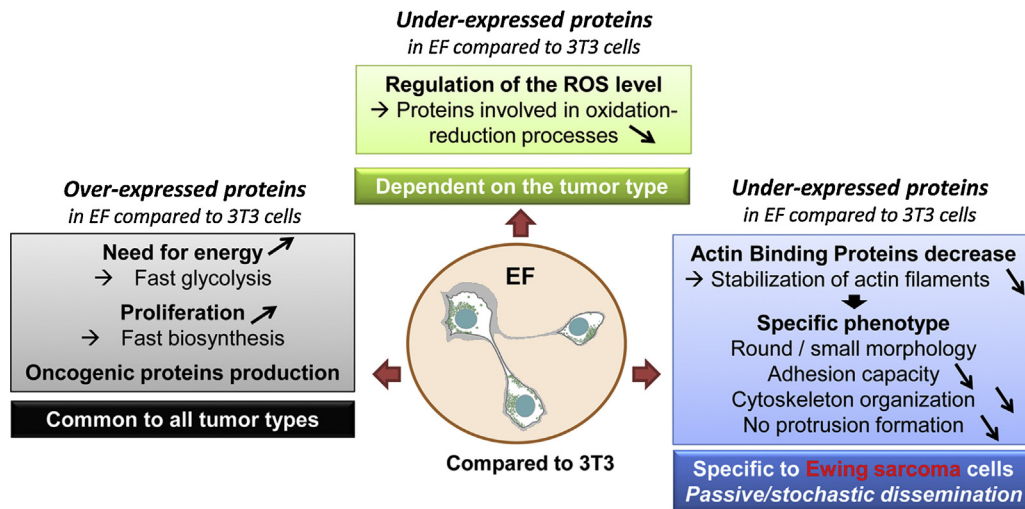 Under-expressed proteins
in EF compared to 3T3 cells
Regulation of the ROS level
→ Proteins involved in oxidation-
reduction processes ↘
Dependent on the tumor type
Over-expressed proteins
in EF compared to 3T3 cells
Need for energy ↗
→ Fast glycolysis
Proliferation ↗
→ Fast biosynthesis
Oncogenic proteins production
Common to all tumor types
EF
Compared to 3T3
Under-expressed proteins
in EF compared to 3T3 cells
Actin Binding Proteins decrease
→ Stabilization of actin filaments ↘
Specific phenotype
Round / small morphology
Adhesion capacity ↘
Cytoskeleton organization ↘
No protrusion formation ↘
Specific to Ewing sarcoma cells
Passive/stochastic dissemination